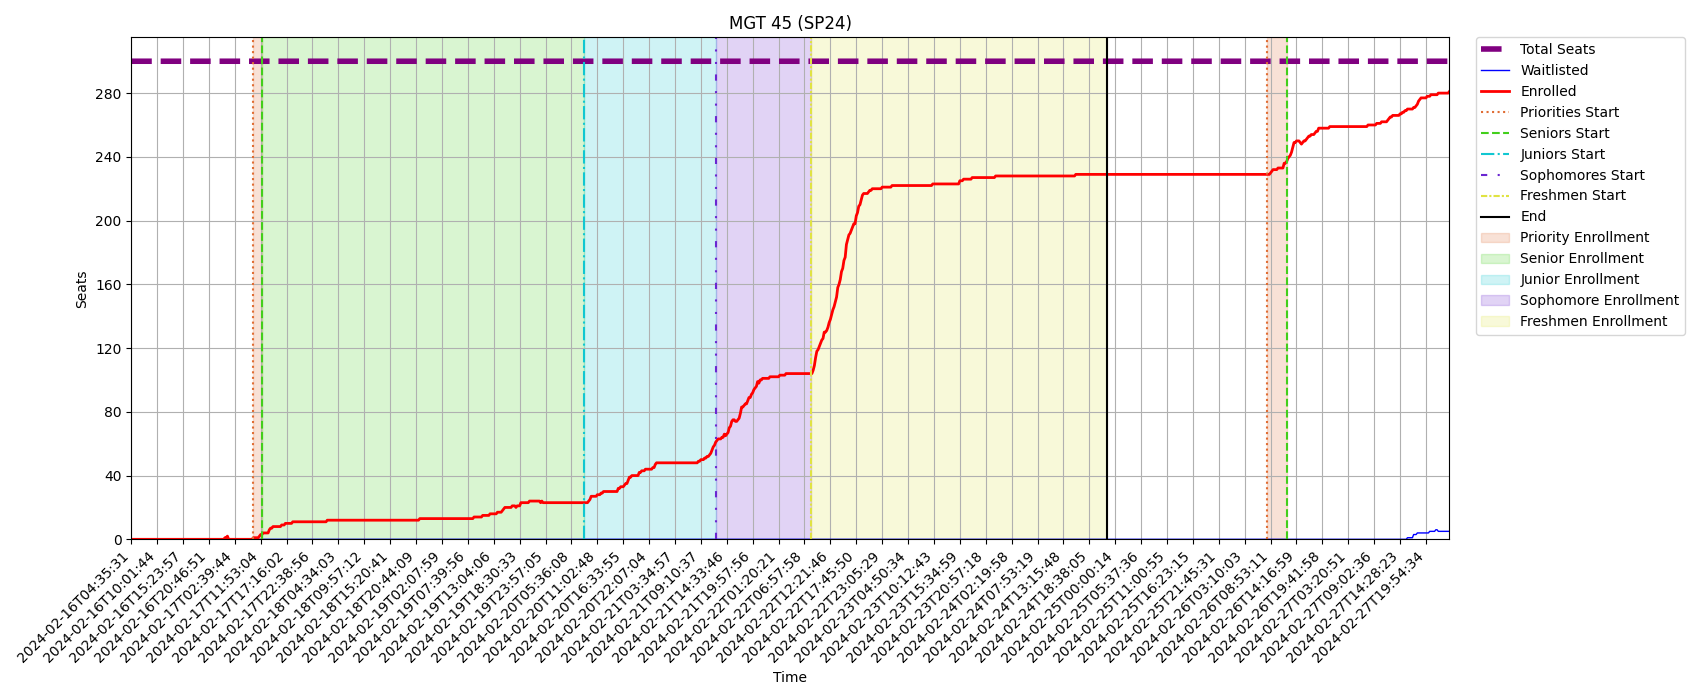 MGT 45 (SP24)
Seats
280
240
200
160
120
80
40
0
2024-02-16T04:35:31
2024-02-16T10:01:44
2024-02-16T15:23:57
2024-02-16T20:46:51
2024-02-17T02:39:44
2024-02-17T11:53:04
2024-02-17T17:16:02
2024-02-17T22:38:56
2024-02-18T04:34:03
2024-02-18T09:57:12
2024-02-18T15:20:41
2024-02-18T20:44:09
2024-02-19T02:07:59
2024-02-19T07:39:56
2024-02-19T13:04:06
2024-02-19T18:30:33
2024-02-19T23:57:05
2024-02-20T05:36:08
2024-02-20T11:02:48
2024-02-20T16:33:55
2024-02-20T22:07:04
2024-02-21T03:34:57
2024-02-21T09:10:37
2024-02-21T14:33:46
2024-02-21T19:57:56
2024-02-22T01:20:21
2024-02-22T06:57:58
2024-02-22T12:21:46
2024-02-22T17:45:50
2024-02-22T23:05:29
2024-02-23T04:50:34
2024-02-23T10:12:43
2024-02-23T15:34:59
2024-02-23T20:57:18
2024-02-24T02:19:58
2024-02-24T07:53:19
2024-02-24T13:15:48
2024-02-24T18:38:05
2024-02-25T00:00:14
2024-02-25T05:37:36
2024-02-25T11:00:55
2024-02-25T16:23:15
2024-02-25T21:45:31
2024-02-26T03:10:03
2024-02-26T08:53:11
2024-02-26T14:16:59
2024-02-26T19:41:58
2024-02-27T03:20:51
2024-02-27T09:02:36
2024-02-27T14:28:23
2024-02-27T19:54:34
Time
Total Seats
Waitlisted
Enrolled
Priorities Start
Seniors Start
Juniors Start
Sophomores Start
Freshmen Start
End
Priority Enrollment
Senior Enrollment
Junior Enrollment
Sophomore Enrollment
Freshmen Enrollment